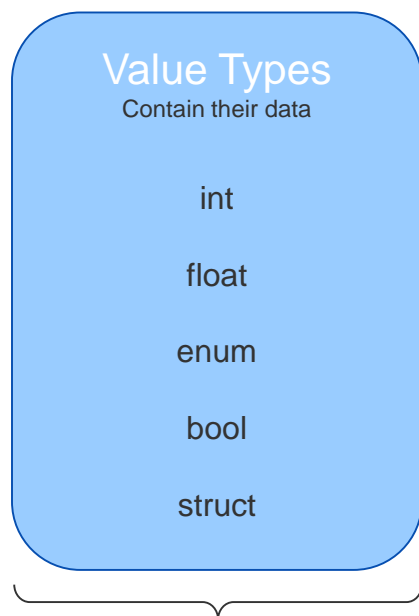 Value Types
Contain their data
int
float
enum
bool
struct